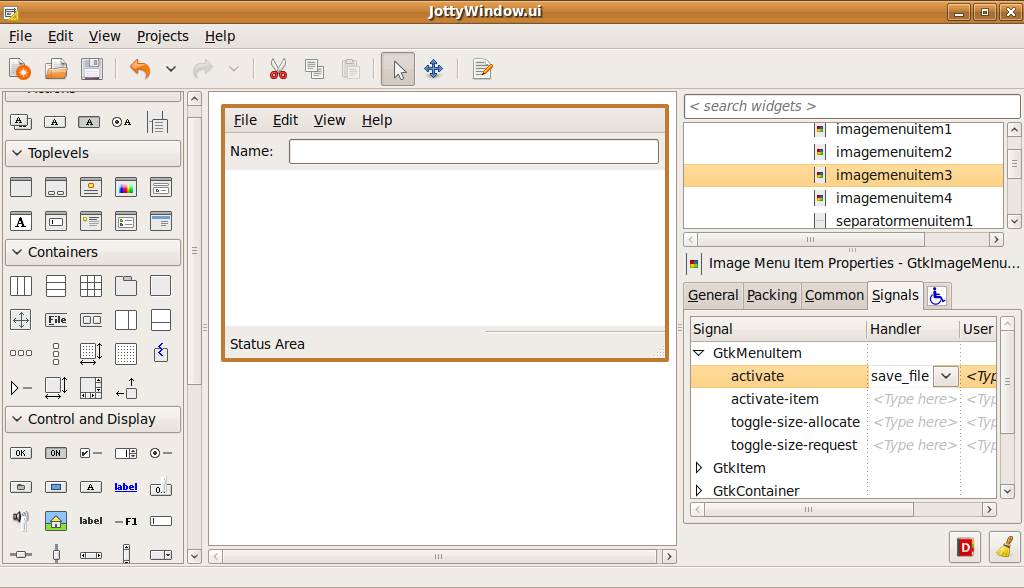 JottyWindow.ui
File Edit View Projects Help
Toplevels
Containers
File
Control and Display
OK ON
label
label F1
File Edit View Help
Name:
Status Area
< search widgets >
imagemenuitem1
imagemenuitem2
imagemenuitem3
imagemenuitem4
separatormenuitem1
Image Menu Item Properties - GtkImageMenu...
General Packing Common Signals
Signal Handler User
GtkMenuItem
activate save_file <Typ
activate-item <Type here> <Typ
toggle-size-allocate <Type here> <Typ
toggle-size-request <Type here> <Typ
GtkItem
GtkContainer